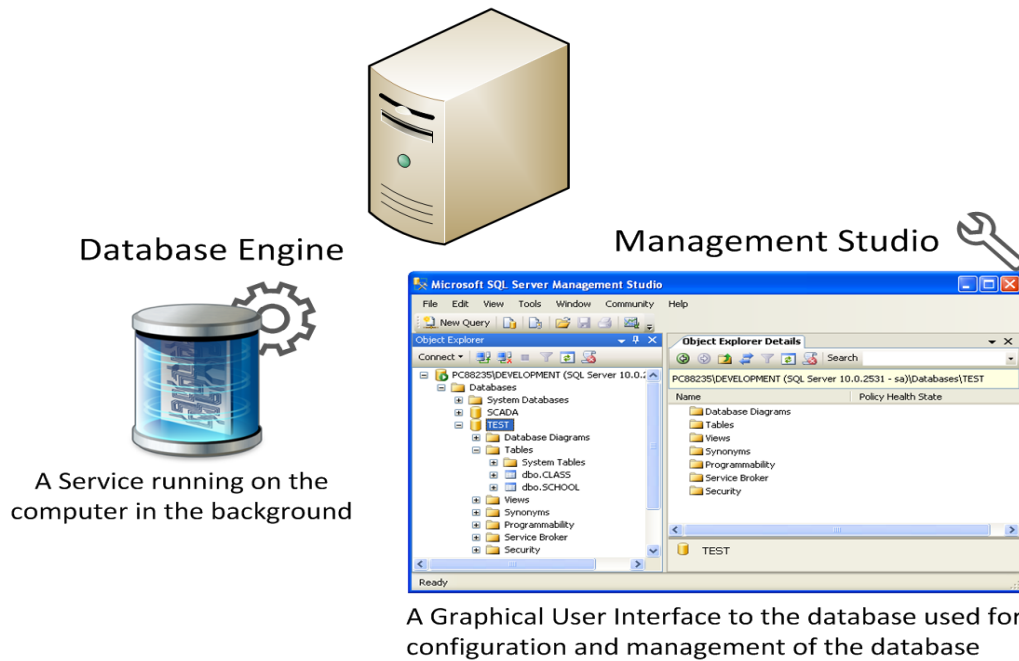 Database Engine
Management Studio
A Service running on the
computer in the background
Microsoft SQL Server Management Studio
File Edit View Tools Window Community Help
New Query
Object Explorer
Connect
PC88235\DEVELOPMENT (SQL Server 10.0.2
Databases
System Databases
SCADA
TEST
Database Diagrams
Tables
System Tables
dbo.CLASS
dbo.SCHOOL
Views
Synonyms
Programmability
Service Broker
Security
Object Explorer Details
Search
PC88235\DEVELOPMENT (SQL Server 10.0.2531 - sa)\Databases\TEST
Name Policy Health State
Database Diagrams
Tables
Views
Synonyms
Programmability
Service Broker
Security
TEST
Ready
A Graphical User Interface to the database used for
configuration and management of the database